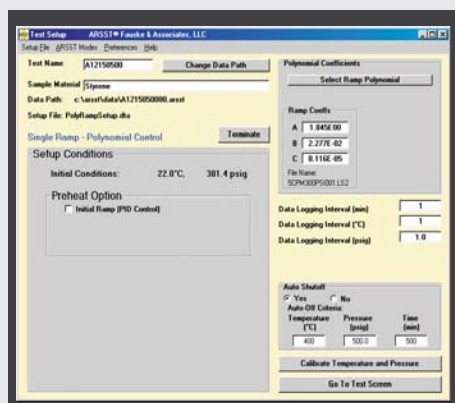 Test Setup ARSST® Fauske & Associates, LLC
Setup File ARSST Modes Preferences Help
Test Name A12150500 Change Data Path
Sample Material Styrene
Data Path: c:\arsst\data\A1215050000.arsst
Setup File: PolyRampSetup.dta
Single Ramp - Polynomial Control Terminate
Setup Conditions
Initial Conditions: 22.0°C, 301.4 psig
Preheat Option
Initial Ramp (PID Control)
Polynomial Coefficients
Select Ramp Polynomial
Ramp Coeffs
A 1.845E00
B 2.277E-02
C 8.116E-05
File Name:
5CPM300PSI001.LS2
Data Logging Interval (min) 1
Data Logging Interval (°C) 1
Data Logging Interval (psig) 1.0
Auto Shutoff
Yes No
Auto-Off Criteria:
Temperature Pressure Time
(°C) (psig) (min)
400 500.0 500
Calibrate Temperature and Pressure
Go To Test Screen